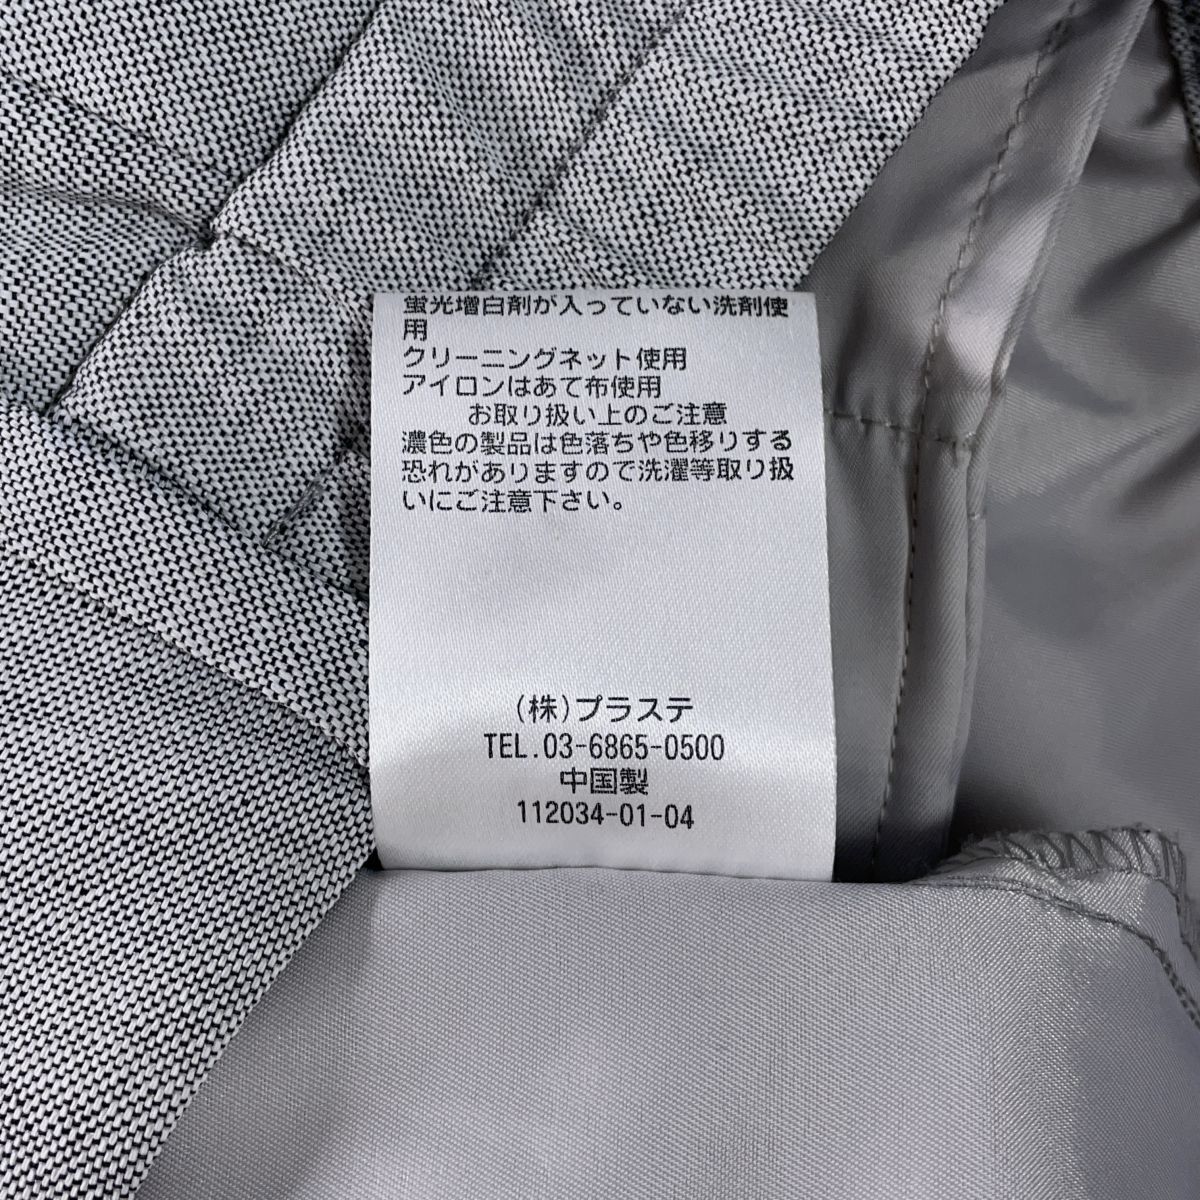 蛍光増白剤が入っていない洗剤使
用
クリーニングネット使用
アイロンはあて布使用
お取り扱い上のご注意
濃色の製品は色落ちや色移りする
恐れがありますので洗濯等取り扱
いにご注意下さい。
(株)プラステ
TEL.03-6865-0500
中国製
112034-01-04